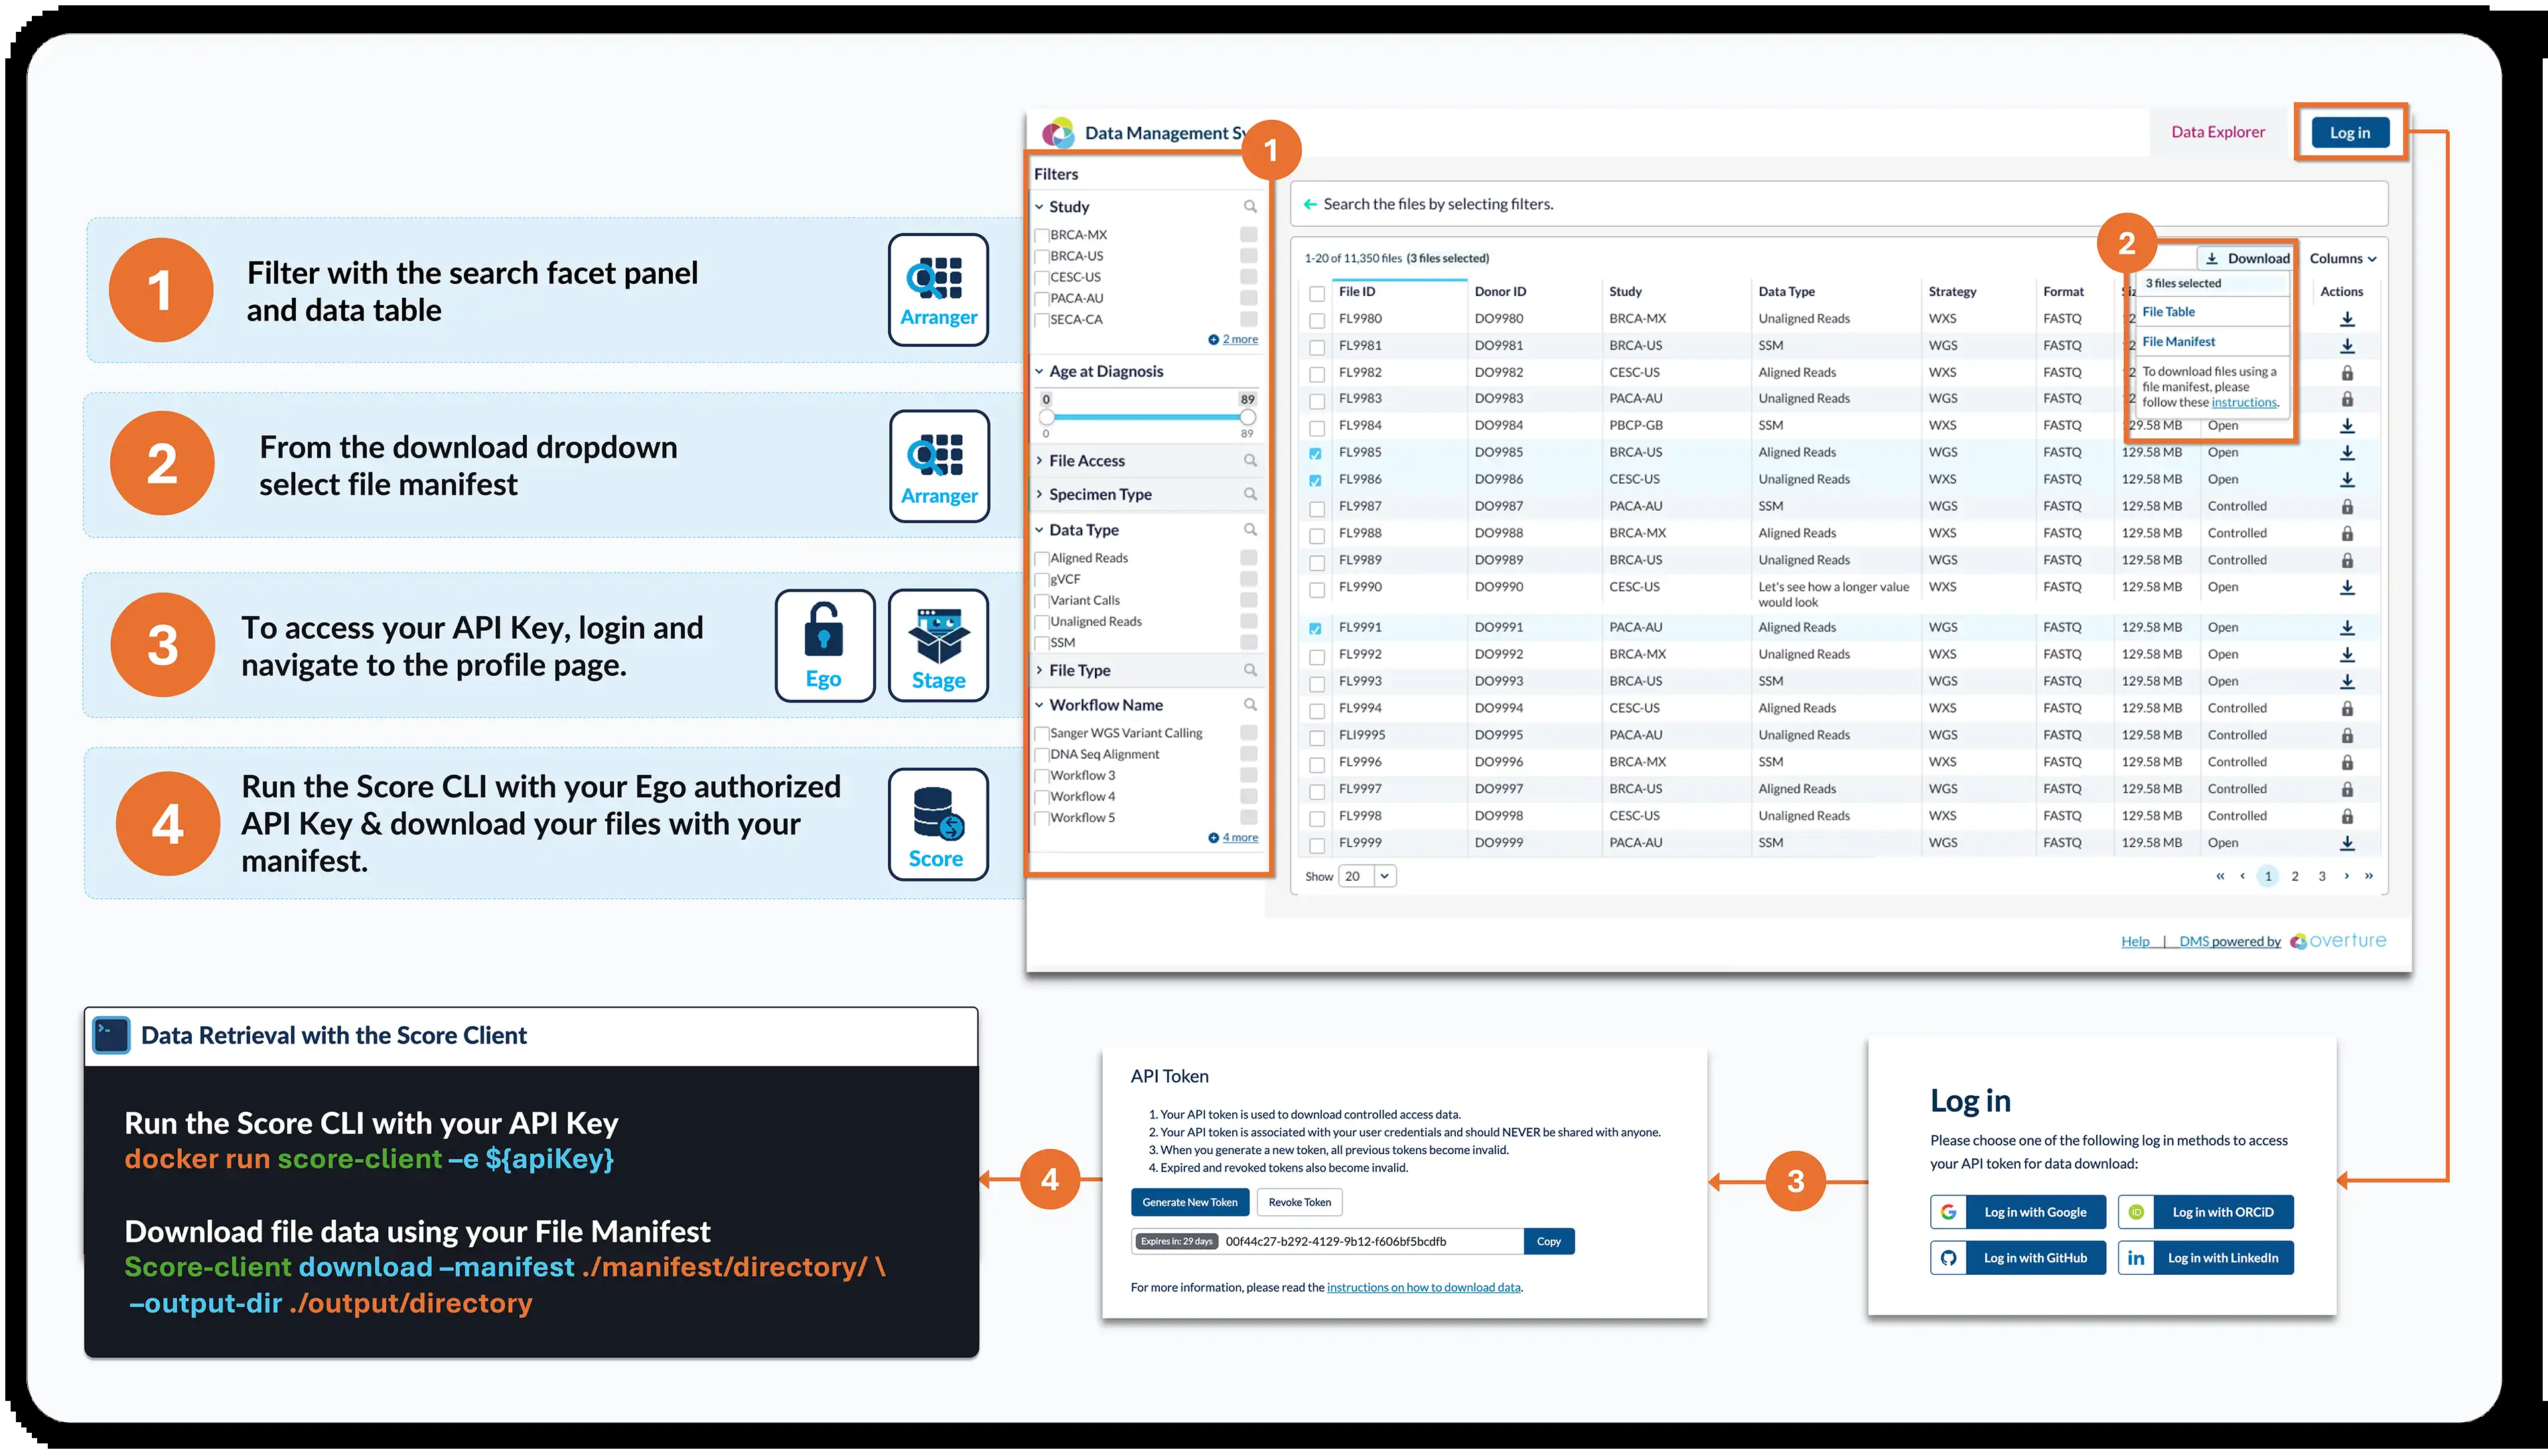 1
Filter with the search facet panel
and data table
Arranger
2
From the download dropdown
select file manifest
Arranger
3
To access your API Key, login and
navigate to the profile page.
Ego
Stage
4
Run the Score CLI with your Ego authorized
API Key & download your files with your
manifest.
Score
Data Management
1
Data Explorer
Log in
Filters
Study
BRCA-MX
BRCA-US
CESC-US
PACA-AU
SECA-CA
2 more
Age at Diagnosis
0 89
0 89
File Access
Specimen Type
Data Type
Aligned Reads
gVCF
Variant Calls
Unaligned Reads
SSM
File Type
Workflow Name
Sanger WGS Variant Calling
DNA Seq Alignment
Workflow 3
Workflow 4
Workflow 5
4 more
Search the files by selecting filters.
2
1-20 of 11,350 files (3 files selected)
Download
Columns
3 files selected
File Table
File Manifest
To download files using a
file manifest, please
follow these instructions.
File ID Donor ID Study Data Type Strategy Format Actions
FL9980 DO9980 BRCA-MX Unaligned Reads WXS FASTQ
FL9981 DO9981 BRCA-US SSM WGS FASTQ
FL9982 DO9982 CESC-US Aligned Reads WXS FASTQ
FL9983 DO9983 PACA-AU Unaligned Reads WXS FASTQ
FL9984 DO9984 PBCP-GB SSM WXS FASTQ 129.58 MB Open
FL9985 DO9985 BRCA-US Aligned Reads WGS FASTQ 129.58 MB Open
FL9986 DO9986 CESC-US Unaligned Reads WXS FASTQ 129.58 MB Open
FL9987 DO9987 PACA-AU SSM WGS FASTQ 129.58 MB Controlled
FL9988 DO9988 BRCA-MX Aligned Reads WXS FASTQ 129.58 MB Controlled
FL9989 DO9989 BRCA-US Unaligned Reads WGS FASTQ 129.58 MB Controlled
FL9990 DO9990 CESC-US Let's see how a longer value WXS FASTQ 129.58 MB Open
would look
FL9991 DO9991 PACA-AU Aligned Reads WGS FASTQ 129.58 MB Open
FL9992 DO9992 BRCA-MX Unaligned Reads WXS FASTQ 129.58 MB Open
FL9993 DO9993 BRCA-US SSM WGS FASTQ 129.58 MB Open
FL9994 DO9994 CESC-US Aligned Reads WXS FASTQ 129.58 MB Controlled
FLI9995 DO9995 PACA-AU Unaligned Reads WGS FASTQ 129.58 MB Controlled
FL9996 DO9996 BRCA-MX SSM WXS FASTQ 129.58 MB Controlled
FL9997 DO9997 BRCA-US Aligned Reads WGS FASTQ 129.58 MB Controlled
FL9998 DO9998 CESC-US Unaligned Reads WXS FASTQ 129.58 MB Controlled
FL9999 DO9999 PACA-AU SSM WGS FASTQ 129.58 MB Open
Show 20
« ‹ 1 2 3 › »
Help | DMS powered by overture
Data Retrieval with the Score Client
Run the Score CLI with your API Key
docker run score-client –e ${apiKey}
Download file data using your File Manifest
Score-client download –manifest ./manifest/directory/ \
–output-dir ./output/directory
4
API Token
1. Your API token is used to download controlled access data.
2. Your API token is associated with your user credentials and should NEVER be shared with anyone.
3. When you generate a new token, all previous tokens become invalid.
4. Expired and revoked tokens also become invalid.
Generate New Token
Revoke Token
Expires in: 29 days 00f44c27-b292-4129-9b12-f606bf5bcdfb Copy
For more information, please read the instructions on how to download data.
3
Log in
Please choose one of the following log in methods to access
your API token for data download:
Log in with Google
iD Log in with ORCiD
Log in with GitHub
in Log in with LinkedIn